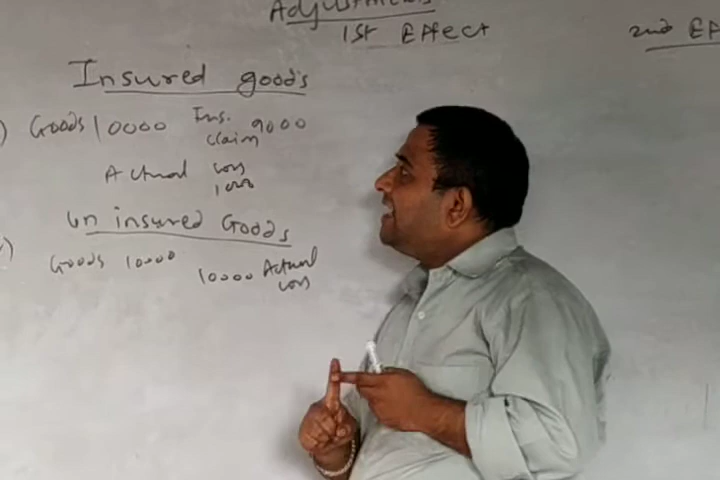 Adjustments
1st Effect
2nd Ef
Insured goods
) Goods 10000 Ins. claim 9000
Actual loss 1000
) un insured Goods
Goods 10000 10000 Actual loss